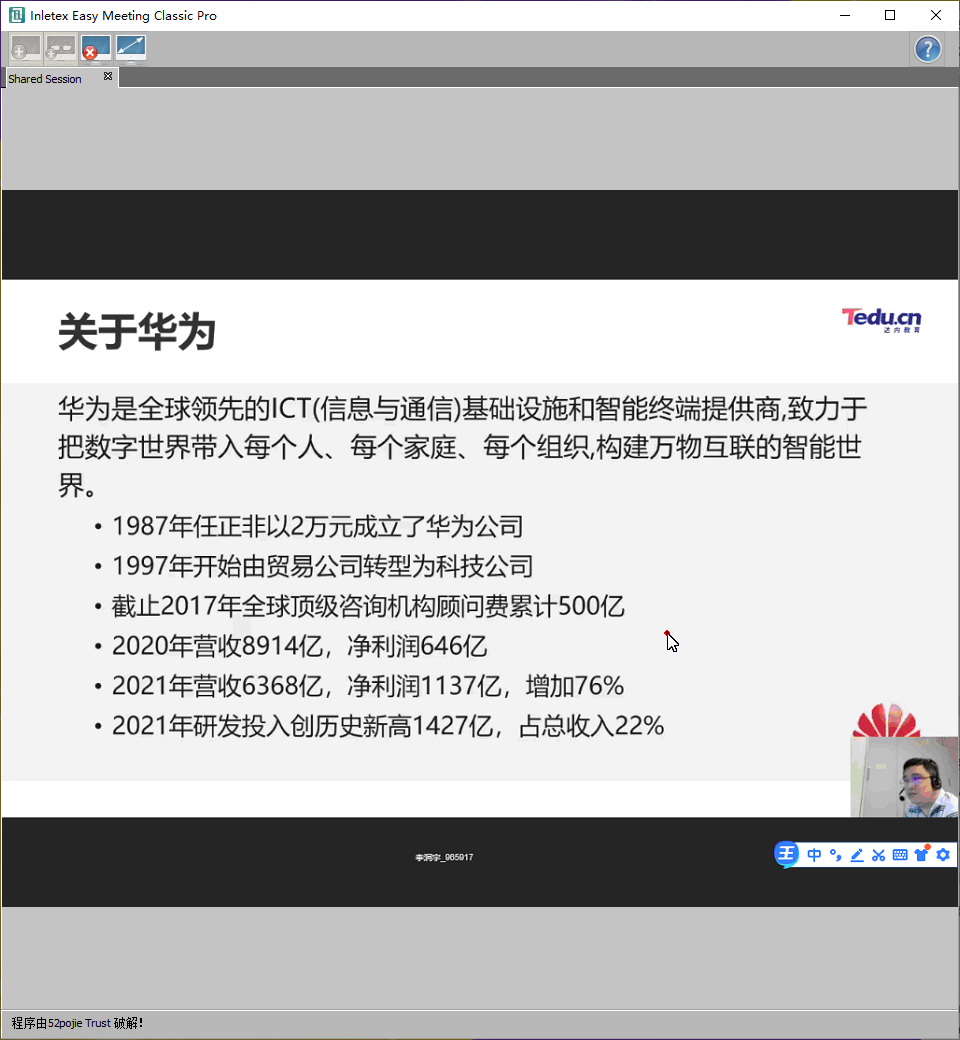 Inletex Easy Meeting Classic Pro
Shared Session
关于华为
Tedu.cn
达内教育
华为是全球领先的ICT(信息与通信)基础设施和智能终端提供商,致力于
把数字世界带入每个人、每个家庭、每个组织,构建万物互联的智能世
界。
• 1987年任正非以2万元成立了华为公司
• 1997年开始由贸易公司转型为科技公司
• 截止2017年全球顶级咨询机构顾问费累计500亿
• 2020年营收8914亿，净利润646亿
• 2021年营收6368亿，净利润1137亿，增加76%
• 2021年研发投入创历史新高1427亿，占总收入22%
王 中
程序由52pojie Trust 破解!